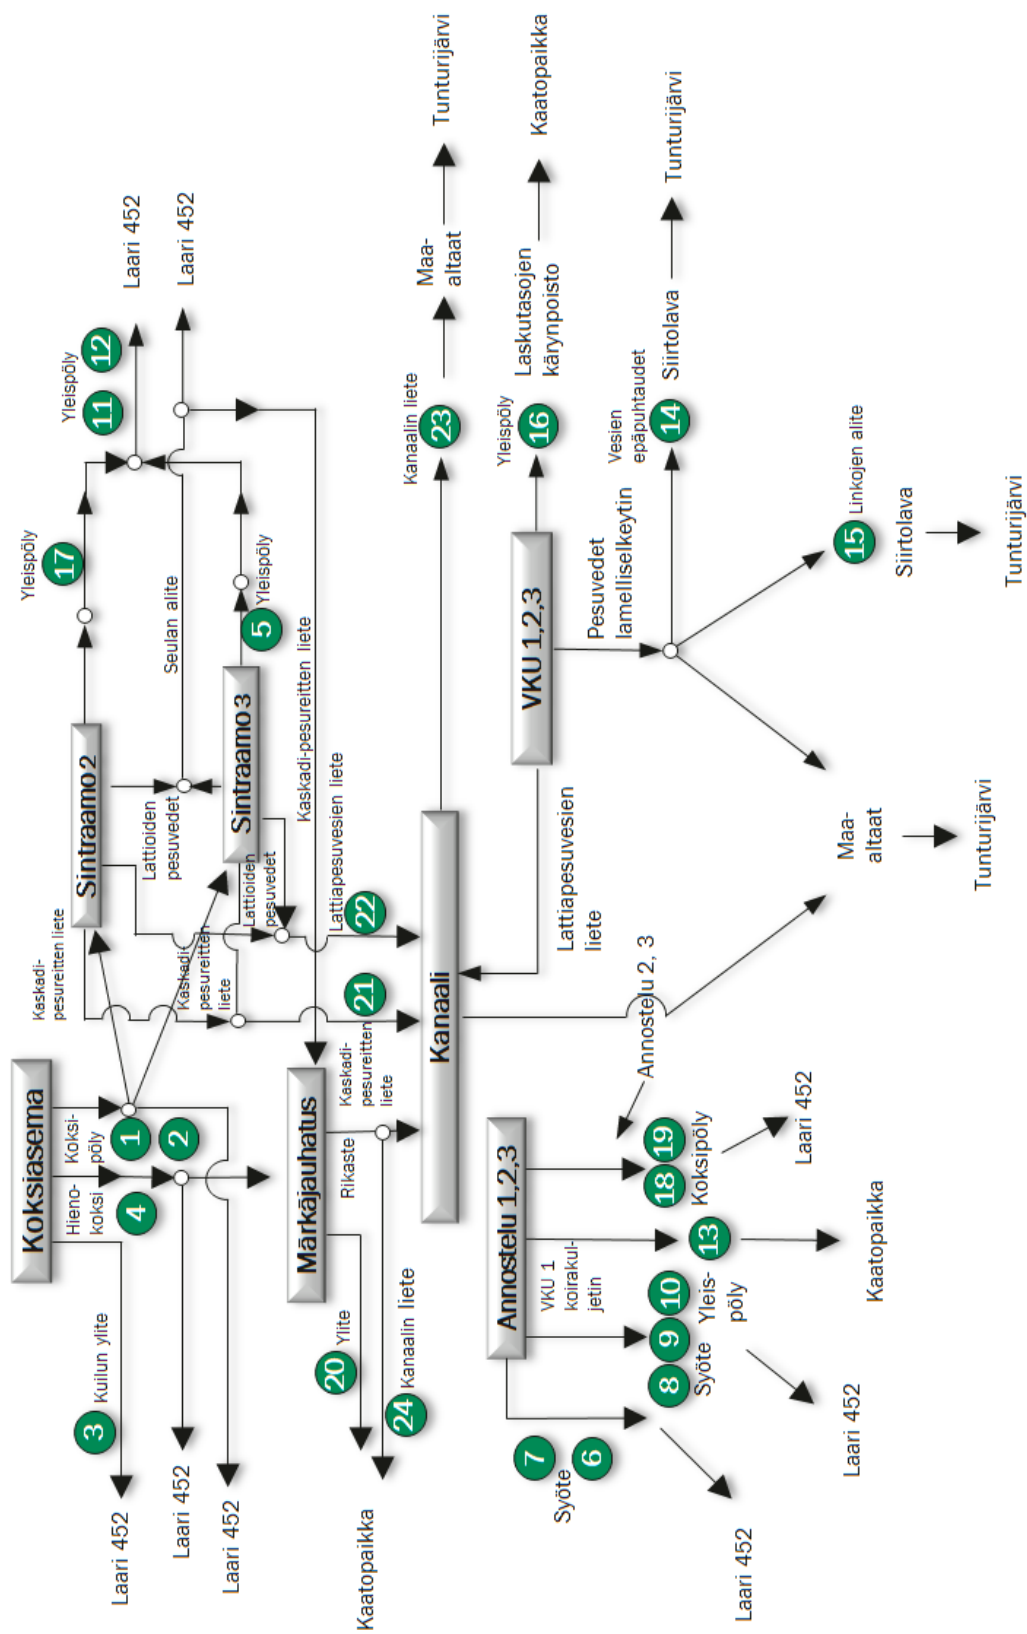 Koksiasema
3
Kuilun ylite
Laari 452
Hieno-
koksi
4
Koksi-
pöly
1
2
Laari 452
Laari 452
Kaskadi-
pesureitten liete
Sintraamo 2
Yleispöly
17
Yleispöly
11
12
Laari 452
Laari 452
Lattioiden
pesuvedet
Seulan alite
Kaskadi-
pesureitten
liete
Sintraamo 3
5
Yleispöly
Lattioiden
pesuvedet
Kaskadi-pesureitten liete
Märkäjauhatus
20
Ylite
Rikaste
24
Kanaalin liete
Kaatopaikka
Kaskadi-
pesureitten
liete
21
22
Lattiapesuvesien liete
Kanaali
Kanaalin liete
23
Maa-
altaat
Tunturijärvi
Annostelu 1,2,3
7
Syöte
6
Laari 452
8
9
10
Syöte
Yleis-
pöly
Laari 452
VKU 1
koirakul-
jetin
13
Kaatopaikka
18
19
Koksipöly
Laari 452
Annostelu 2, 3
VKU 1,2,3
Lattiapesuvesien
liete
Yleispöly
16
Laskutasojen
kärynpoisto
Kaatopaikka
Pesuvedet
lamelliselkeytin
Vesien
epäpuhtaudet
14
Siirtolava
Tunturijärvi
15
Linkojen alite
Siirtolava
Tunturijärvi
Maa-
altaat
Tunturijärvi